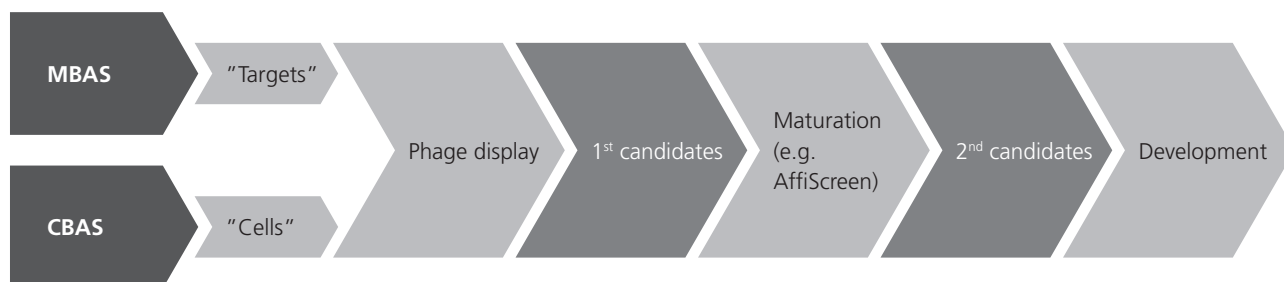 MBAS
"Targets"
Phage display
1st candidates
Maturation
(e.g.
AffiScreen)
2nd candidates
Development
CBAS
"Cells"